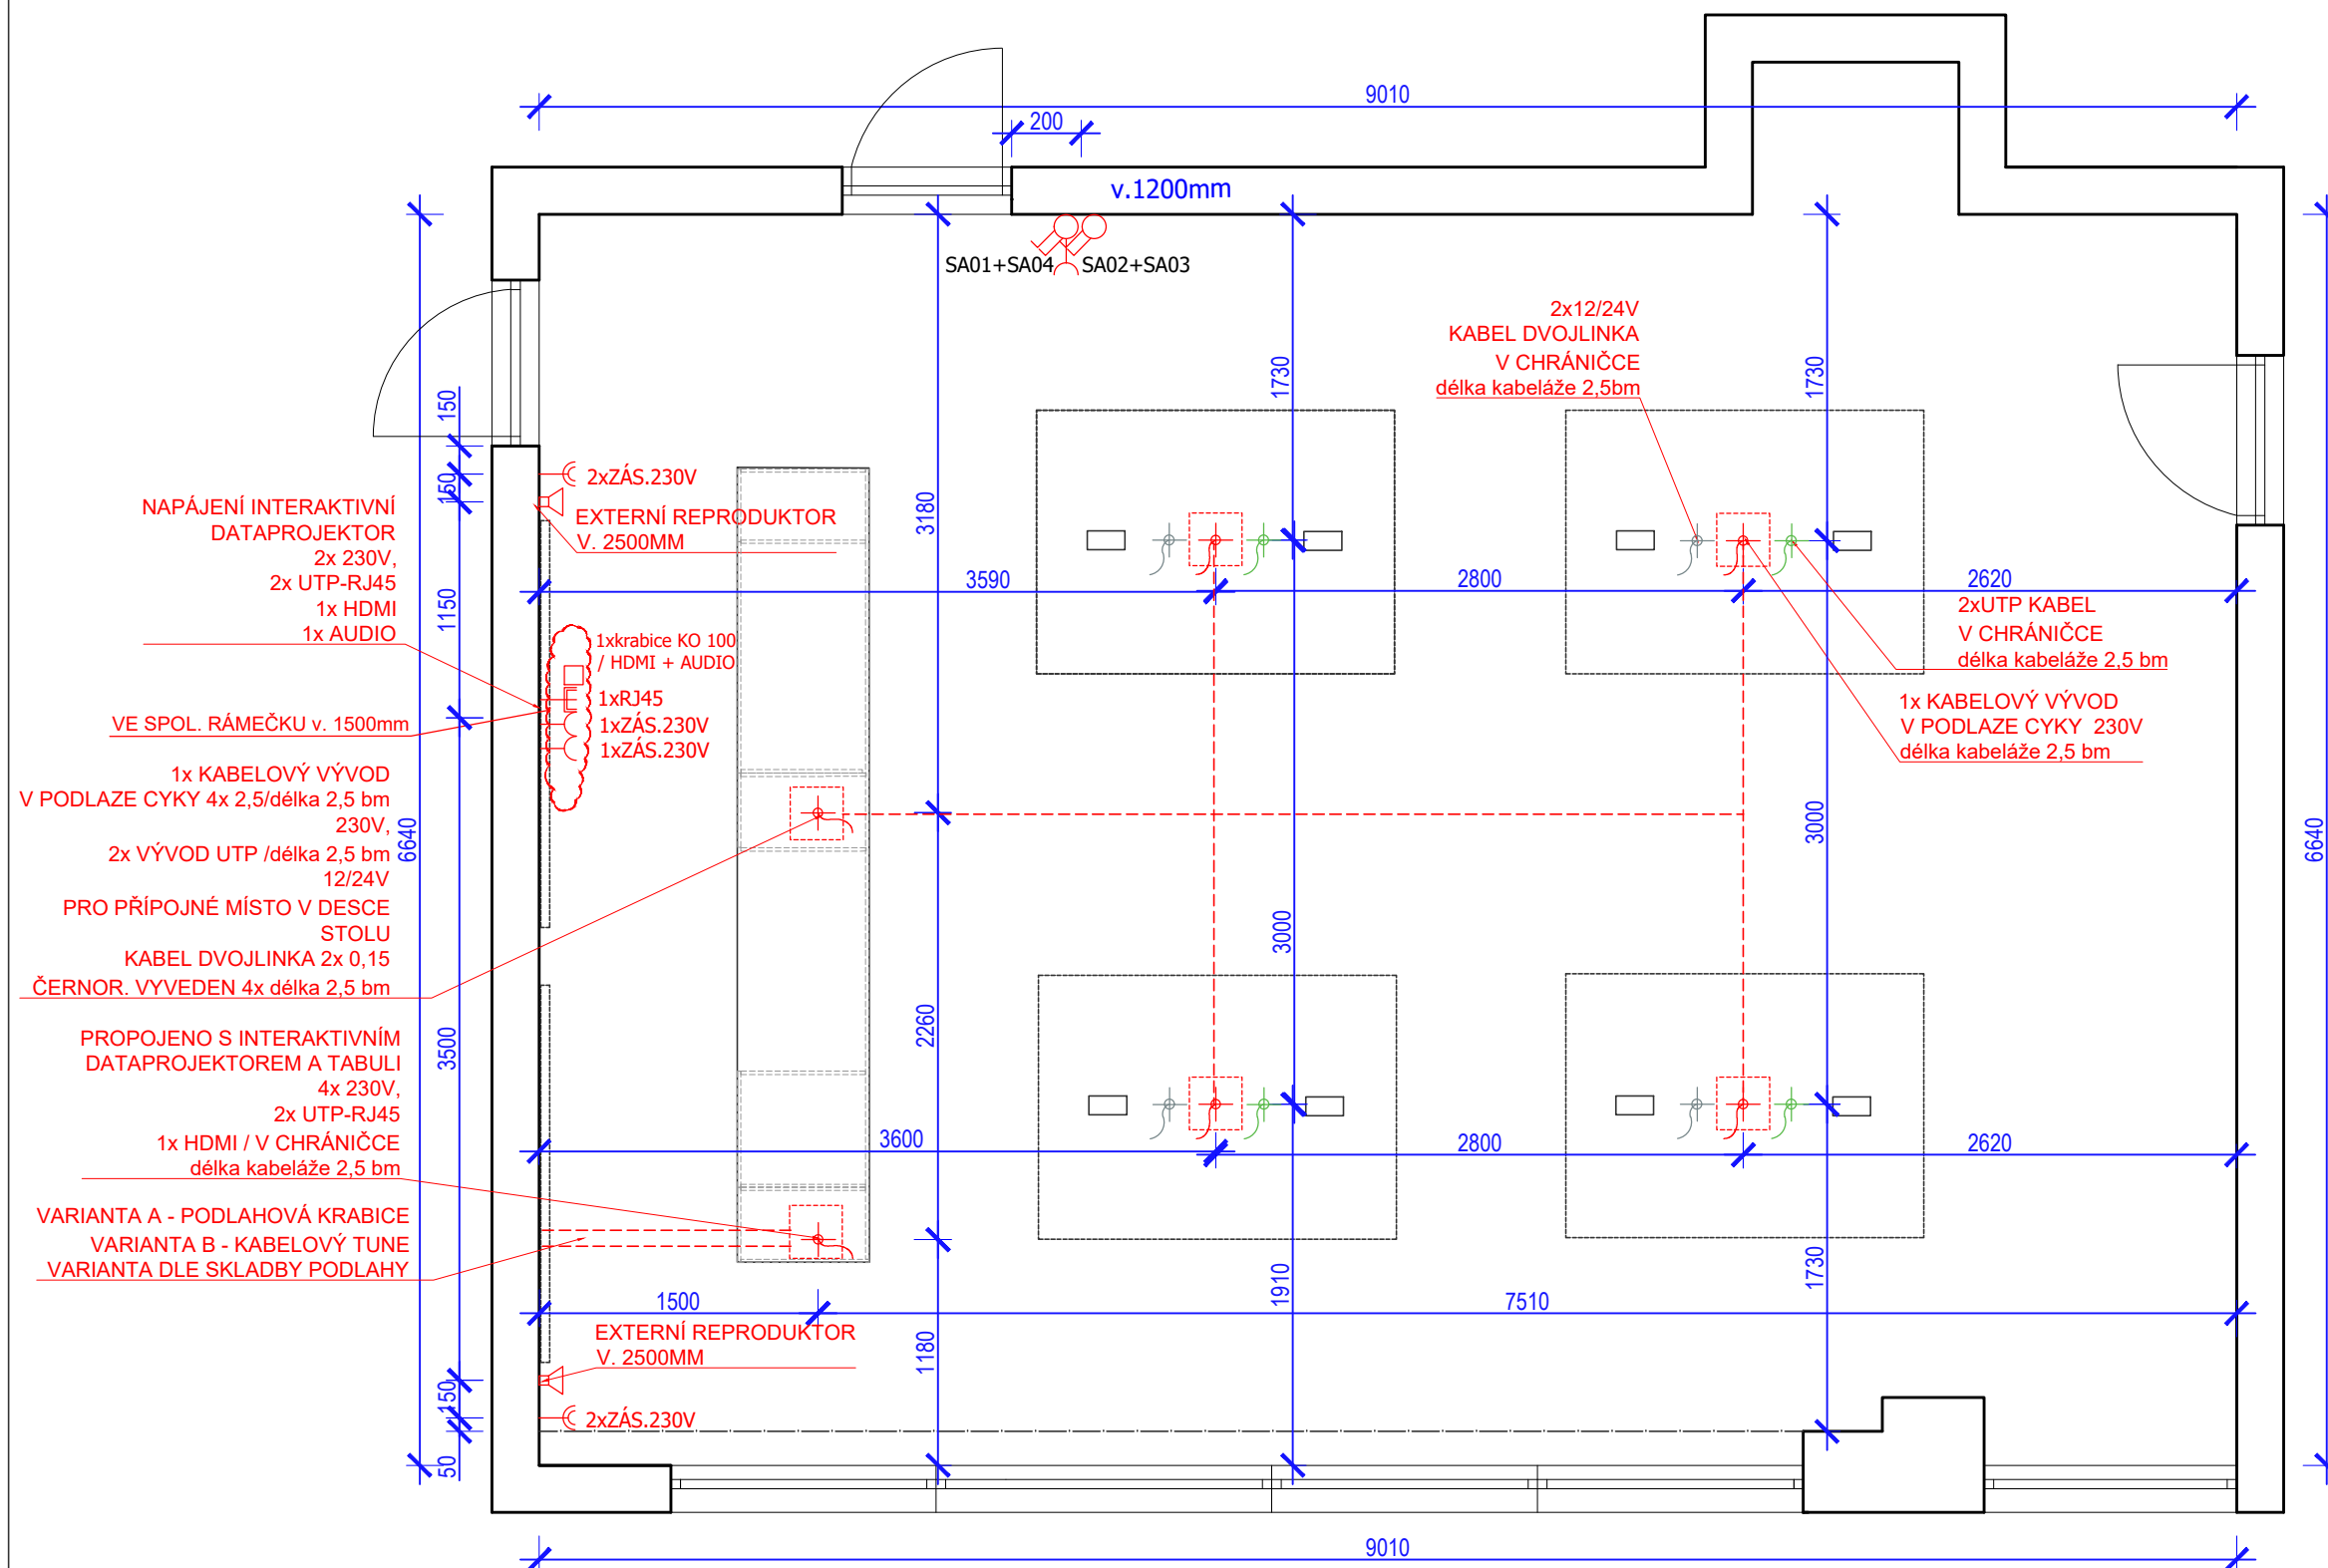 9010
200
v.1200mm
SA01+SA04
SA02+SA03
2x12/24V
KABEL DVOJLINKA
V CHRÁNIČCE
délka kabeláže 2,5bm
1730
1730
150
150
2xZÁS.230V
EXTERNÍ REPRODUKTOR
V. 2500MM
3180
NAPÁJENÍ INTERAKTIVNÍ
DATAPROJEKTOR
2x 230V,
2x UTP-RJ45
1x HDMI
1x AUDIO
1150
3590
2800
2620
2xUTP KABEL
V CHRÁNIČCE
délka kabeláže 2,5 bm
1xkrabice KO 100
/ HDMI + AUDIO
1xRJ45
1xZÁS.230V
1xZÁS.230V
VE SPOL. RÁMEČKU v. 1500mm
1x KABELOVÝ VÝVOD
V PODLAZE CYKY  230V
délka kabeláže 2,5 bm
1x KABELOVÝ VÝVOD
V PODLAZE CYKY 4x 2,5/délka 2,5 bm
230V,
2x VÝVOD UTP /délka 2,5 bm
12/24V
PRO PŘÍPOJNÉ MÍSTO V DESCE
STOLU
KABEL DVOJLINKA 2x 0,15
ČERNOR. VYVEDEN 4x délka 2,5 bm
6640
3000
3000
6640
2260
3500
PROPOJENO S INTERAKTIVNÍM
DATAPROJEKTOREM A TABULI
4x 230V,
2x UTP-RJ45
1x HDMI / V CHRÁNIČCE
délka kabeláže 2,5 bm
3600
2800
2620
VARIANTA A - PODLAHOVÁ KRABICE
VARIANTA B - KABELOVÝ TUNE
VARIANTA DLE SKLADBY PODLAHY
1910
1730
1500
7510
EXTERNÍ REPRODUKTOR
V. 2500MM
1180
150
2xZÁS.230V
50
9010